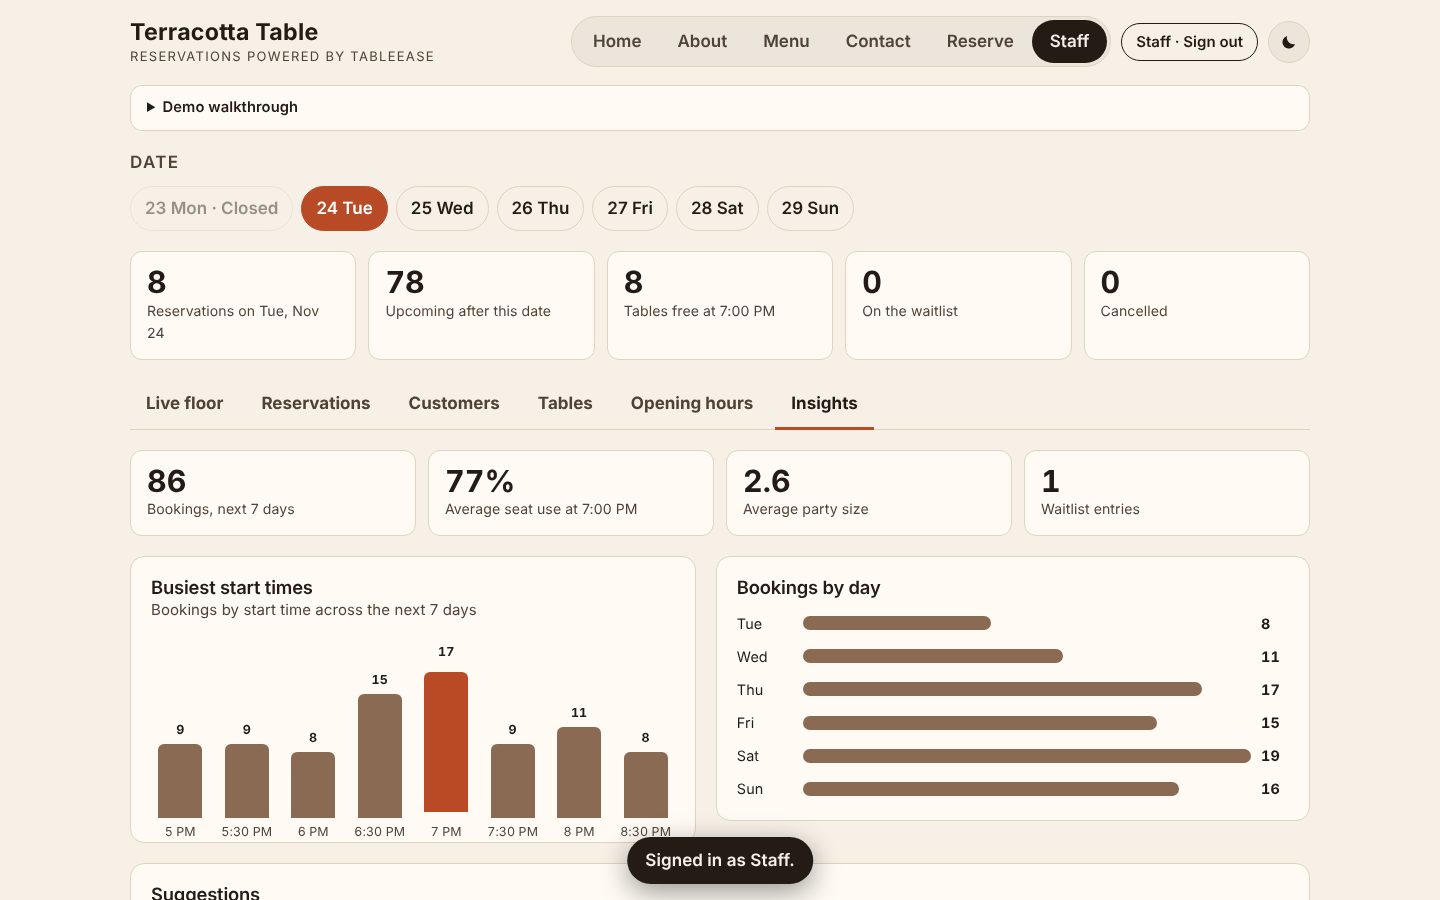 Terracotta Table
RESERVATIONS POWERED BY TABLEEASE
Home About Menu Contact Reserve Staff
Staff · Sign out
Demo walkthrough
DATE
23 Mon · Closed 24 Tue 25 Wed 26 Thu 27 Fri 28 Sat 29 Sun
8
Reservations on Tue, Nov
24
78
Upcoming after this date
8
Tables free at 7:00 PM
0
On the waitlist
0
Cancelled
Live floor Reservations Customers Tables Opening hours Insights
86
Bookings, next 7 days
77%
Average seat use at 7:00 PM
2.6
Average party size
1
Waitlist entries
Busiest start times
Bookings by start time across the next 7 days
9 9 8 15 17 9 11 8
5 PM 5:30 PM 6 PM 6:30 PM 7 PM 7:30 PM 8 PM 8:30 PM
Bookings by day
Tue 8
Wed 11
Thu 17
Fri 15
Sat 19
Sun 16
Signed in as Staff.
Suggestions